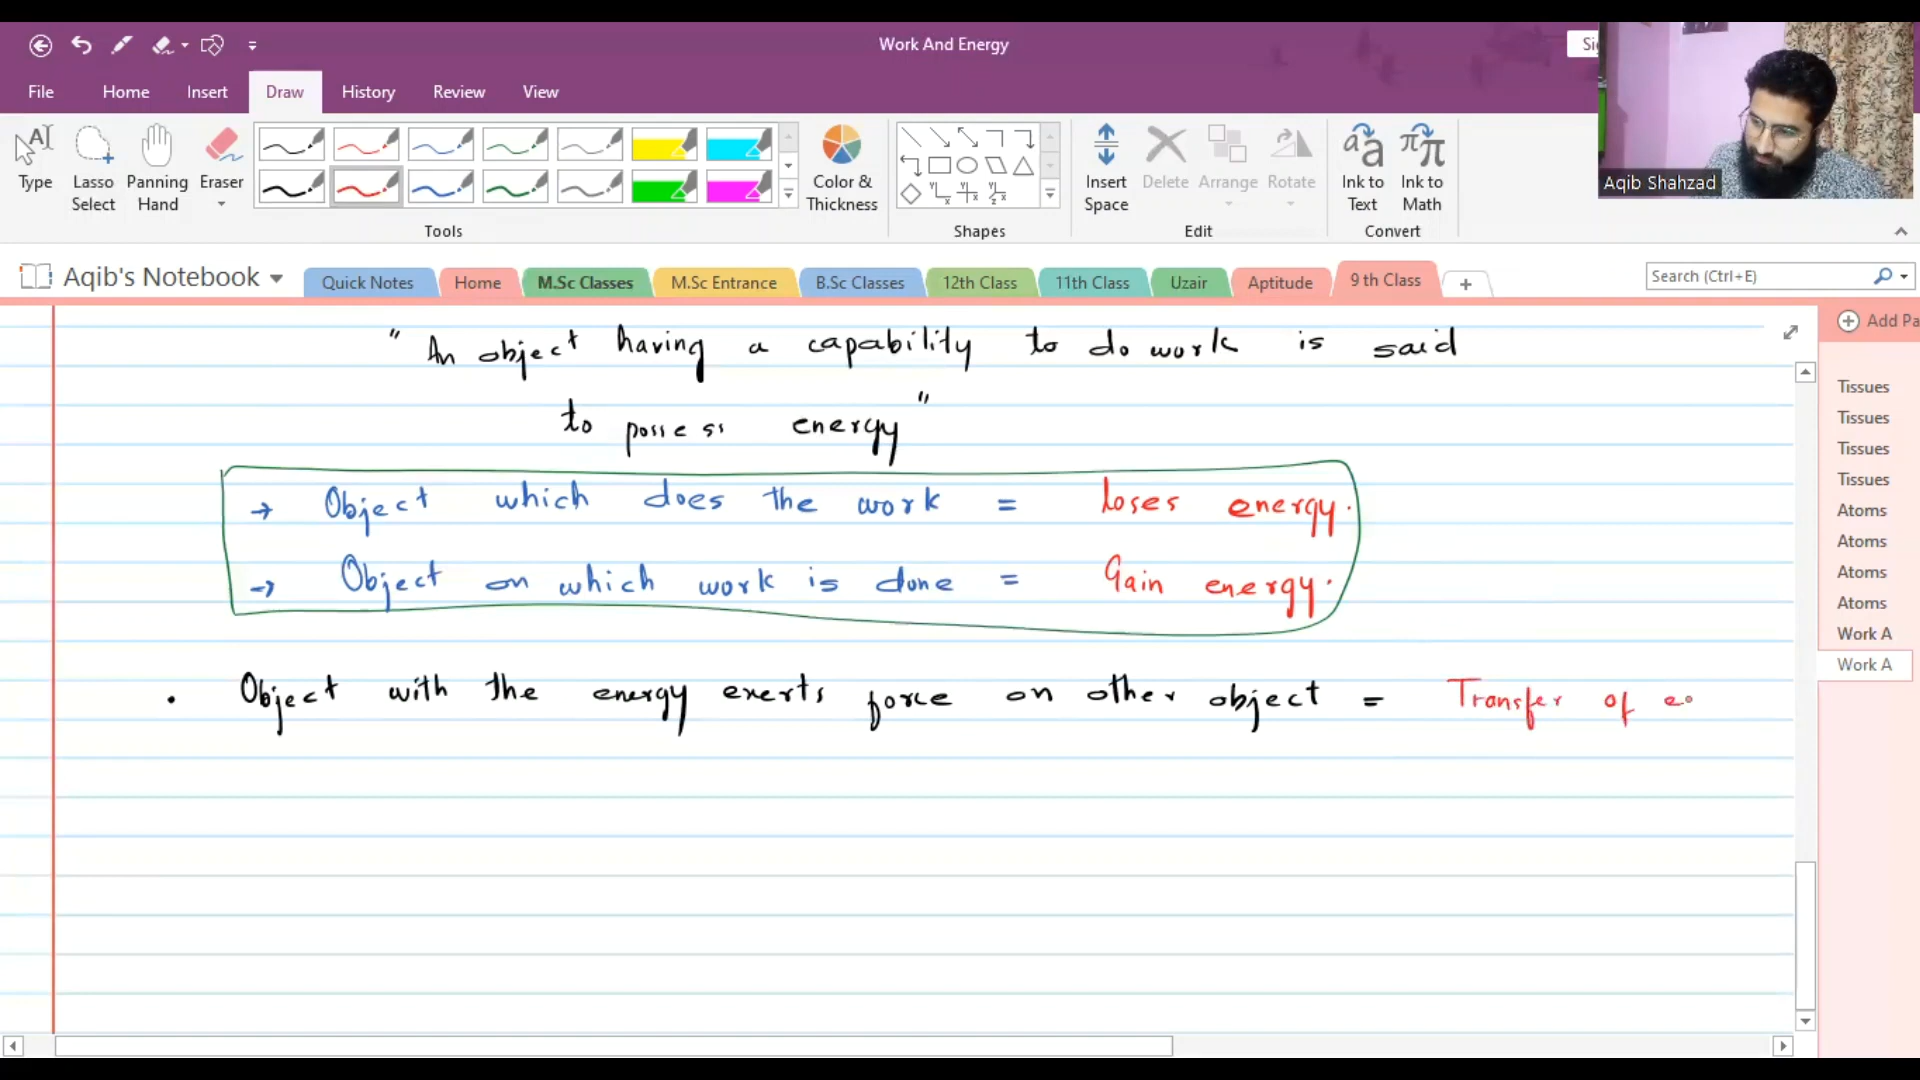 Work And Energy
File Home Insert Draw History Review View
Aqib Shahzad
Type Lasso Select Panning Hand Eraser Color & Thickness Insert Space Delete Arrange Rotate Ink to Text Ink to Math
Tools Shapes Edit Convert
Aqib's Notebook Quick Notes Home M.Sc Classes M.Sc Entrance B.Sc Classes 12th Class 11th Class Uzair Aptitude 9 th Class
Search (Ctrl+E)
Add Pa
" An object having a capability to do work is said
to possess energy "
→ Object which does the work = loses energy.
→ Object on which work is done = Gain energy.
. Object with the energy exerts force on other object = Transfer of
Tissues
Tissues
Tissues
Tissues
Atoms
Atoms
Atoms
Atoms
Work A
Work A